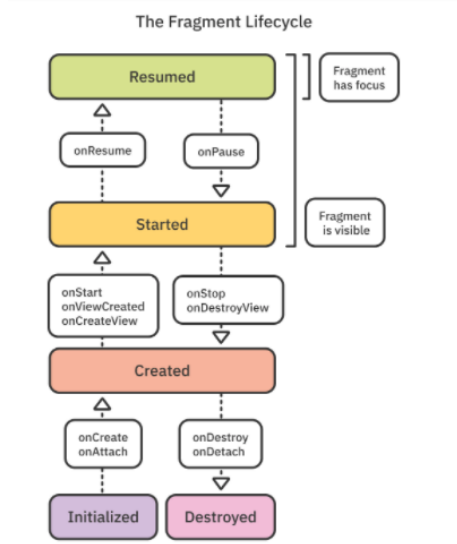 The Fragment Lifecycle
Resumed
Fragment
has focus
onResume
onPause
Started
Fragment
is visible
onStart
onViewCreated
onCreateView
onStop
onDestroyView
Created
onCreate
onAttach
onDestroy
onDetach
Initialized
Destroyed